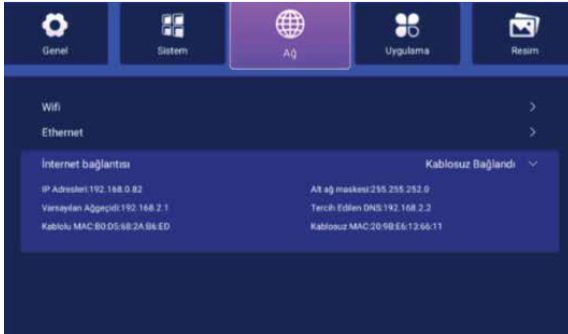 Genel
Sistem
Ağ
Uygulama
Resim
Wifi
Ethernet
İnternet bağlantısı
Kablosuz Bağlandı
IP Adresleri:192.168.0.82
Alt ağ maskesi:255.255.252.0
Varsayılan Ağgeçidi:192.168.2.1
Tercih Edilen DNS:192.168.2.2
Kablolu MAC:B0:D5:68:2A:B6:ED
Kablosuz MAC:20:9B:E6:13:66:11